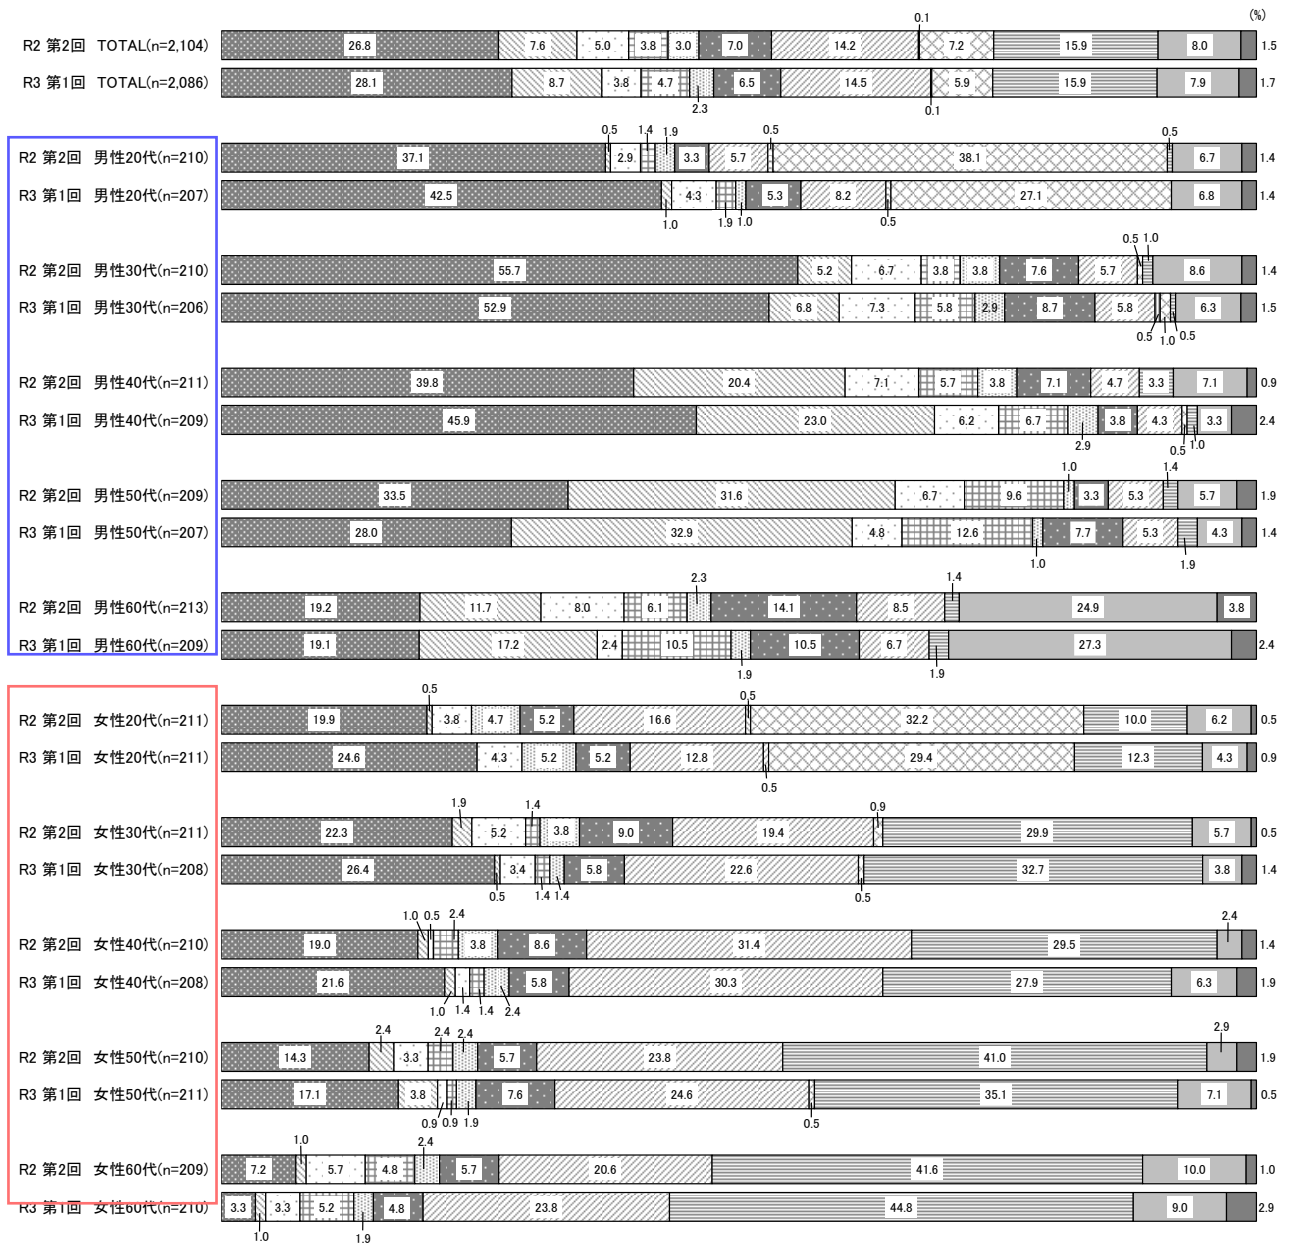 (%)
0.1
R2 第2回 TOTAL(n=2,104) 26.8 7.6 5.0 3.8 3.0 7.0 14.2 7.2 15.9 8.0 1.5
R3 第1回 TOTAL(n=2,086) 28.1 8.7 3.8 4.7 6.5 14.5 5.9 15.9 7.9 1.7
2.3 0.1
0.5 1.4 1.9 0.5 0.5
R2 第2回 男性20代(n=210) 37.1 2.9 3.3 5.7 38.1 6.7 1.4
R3 第1回 男性20代(n=207) 42.5 4.3 5.3 8.2 27.1 6.8 1.4
1.0 1.9 1.0 0.5
0.5 1.0
R2 第2回 男性30代(n=210) 55.7 5.2 6.7 3.8 3.8 7.6 5.7 8.6 1.4
R3 第1回 男性30代(n=206) 52.9 6.8 7.3 5.8 2.9 8.7 5.8 6.3 1.5
0.5 1.0 0.5
R2 第2回 男性40代(n=211) 39.8 20.4 7.1 5.7 3.8 7.1 4.7 3.3 7.1 0.9
R3 第1回 男性40代(n=209) 45.9 23.0 6.2 6.7 3.8 4.3 3.3 2.4
2.9 0.5 1.0
1.0 1.4
R2 第2回 男性50代(n=209) 33.5 31.6 6.7 9.6 3.3 5.3 5.7 1.9
R3 第1回 男性50代(n=207) 28.0 32.9 4.8 12.6 7.7 5.3 4.3 1.4
1.0 1.9
2.3 1.4
R2 第2回 男性60代(n=213) 19.2 11.7 8.0 6.1 14.1 8.5 24.9 3.8
R3 第1回 男性60代(n=209) 19.1 17.2 2.4 10.5 10.5 6.7 27.3 2.4
1.9 1.9
0.5 0.5
R2 第2回 女性20代(n=211) 19.9 3.8 4.7 5.2 16.6 32.2 10.0 6.2 0.5
R3 第1回 女性20代(n=211) 24.6 4.3 5.2 5.2 12.8 29.4 12.3 4.3 0.9
0.5
1.9 1.4 0.9
R2 第2回 女性30代(n=211) 22.3 5.2 3.8 9.0 19.4 29.9 5.7 0.5
R3 第1回 女性30代(n=208) 26.4 3.4 5.8 22.6 32.7 3.8 1.4
0.5 1.4 1.4 0.5
1.0 0.5 2.4 2.4
R2 第2回 女性40代(n=210) 19.0 3.8 8.6 31.4 29.5 1.4
R3 第1回 女性40代(n=208) 21.6 5.8 30.3 27.9 6.3 1.9
1.0 1.4 1.4 2.4
2.4 2.4 2.4 2.9
R2 第2回 女性50代(n=210) 14.3 3.3 5.7 23.8 41.0 1.9
R3 第1回 女性50代(n=211) 17.1 3.8 7.6 24.6 35.1 7.1 0.5
0.9 0.9 1.9 0.5
1.0 2.4
R2 第2回 女性60代(n=209) 7.2 5.7 4.8 5.7 20.6 41.6 10.0 1.0
R3 第1回 女性60代(n=210) 3.3 3.3 5.2 4.8 23.8 44.8 9.0 2.9
1.0 1.9